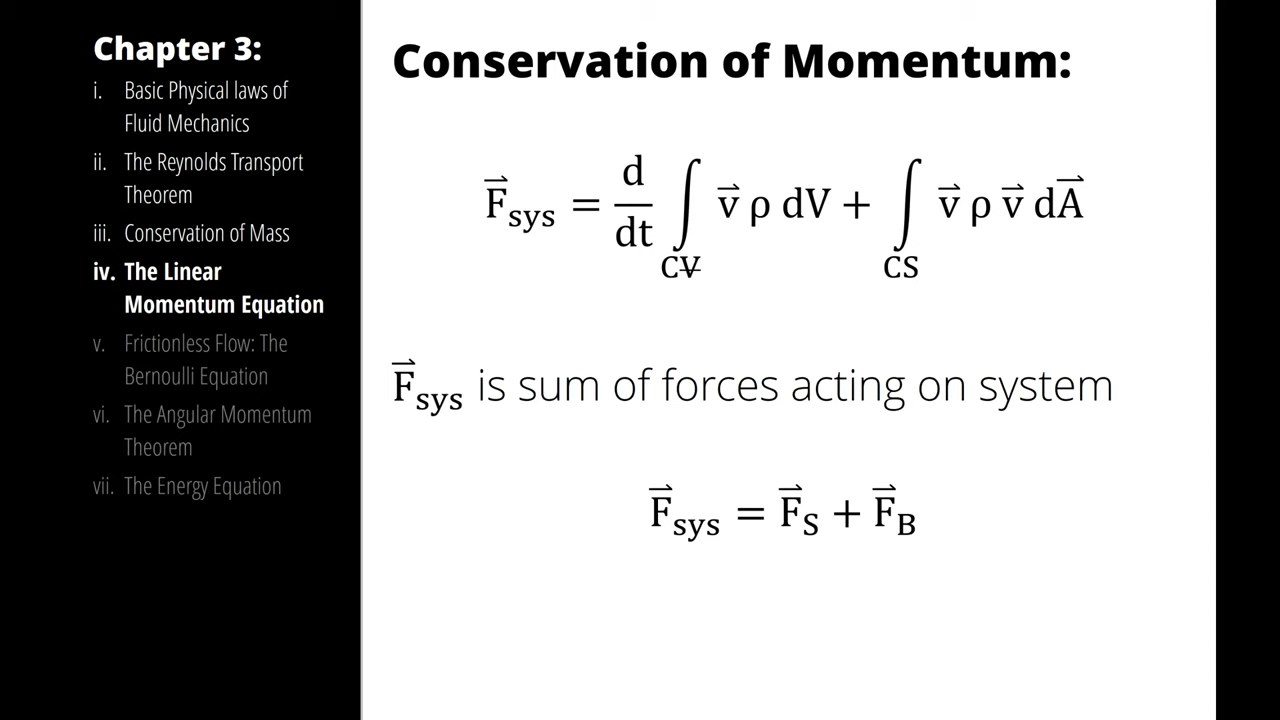 Chapter 3:
i. Basic Physical laws of
Fluid Mechanics
ii. The Reynolds Transport
Theorem
iii. Conservation of Mass
iv. The Linear
Momentum Equation
v. Frictionless Flow: The
Bernoulli Equation
vi. The Angular Momentum
Theorem
vii. The Energy Equation
Conservation of Momentum:
F⃗sys = d/dt ∫CV̶ v⃗ ρ dV + ∫CS v⃗ ρ v⃗ dA⃗
F⃗sys is sum of forces acting on system
F⃗sys = F⃗S + F⃗B